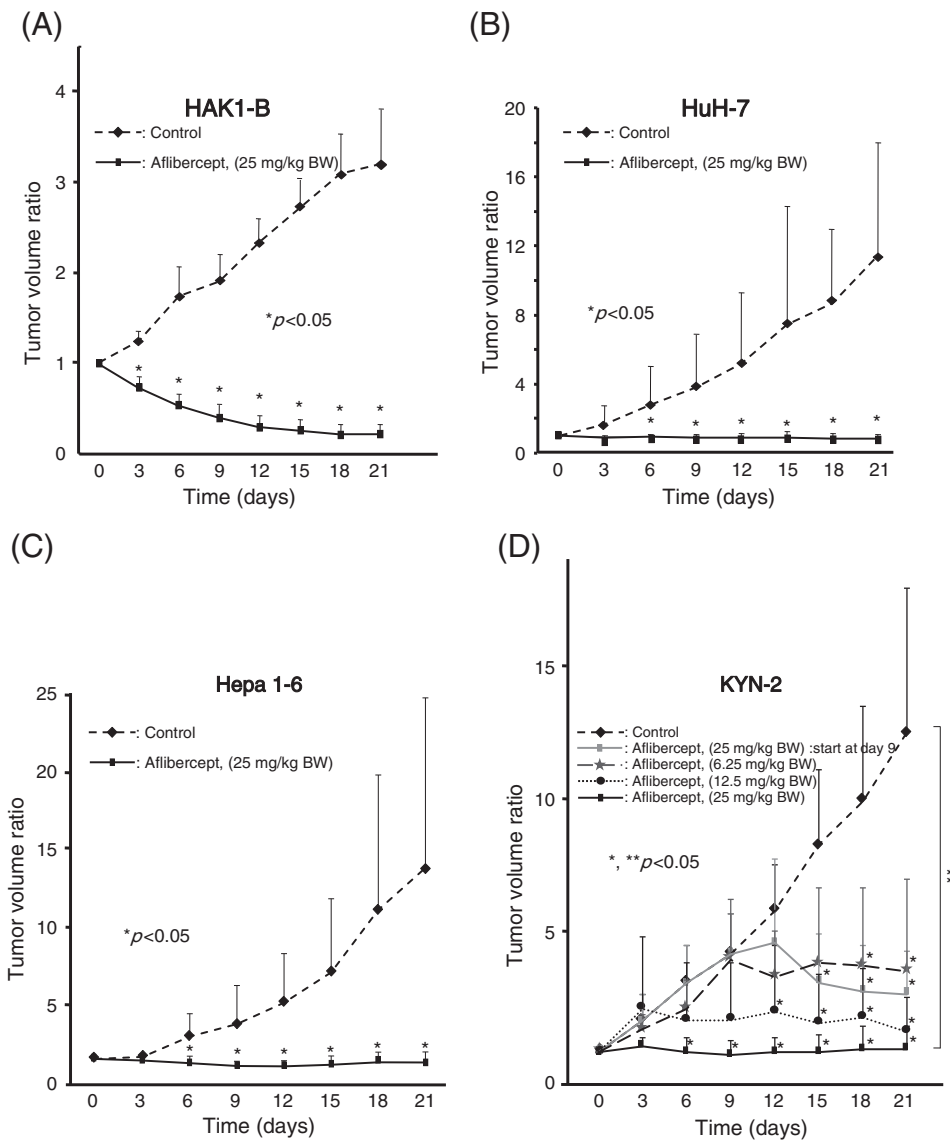 (A)
HAK1-B
: Control
: Aflibercept, (25 mg/kg BW)
*p<0.05
Tumor volume ratio
4
3
2
1
0
* * * * * * *
0 3 6 9 12 15 18 21
Time (days)
(B)
HuH-7
: Control
: Aflibercept, (25 mg/kg BW)
*p<0.05
Tumor volume ratio
20
16
12
8
4
0
* * * * * *
0 3 6 9 12 15 18 21
Time (days)
(C)
Hepa 1-6
: Control
: Aflibercept, (25 mg/kg BW)
*p<0.05
Tumor volume ratio
25
20
15
10
5
0
* * * * * *
0 3 6 9 12 15 18 21
Time (days)
(D)
KYN-2
: Control
: Aflibercept, (25 mg/kg BW) :start at day 9
: Aflibercept, (6.25 mg/kg BW)
: Aflibercept, (12.5 mg/kg BW)
: Aflibercept, (25 mg/kg BW)
*, **p<0.05
**
Tumor volume ratio
15
10
5
0
* * *
* * *
* * * *
* * * * * *
0 3 6 9 12 15 18 21
Time (days)